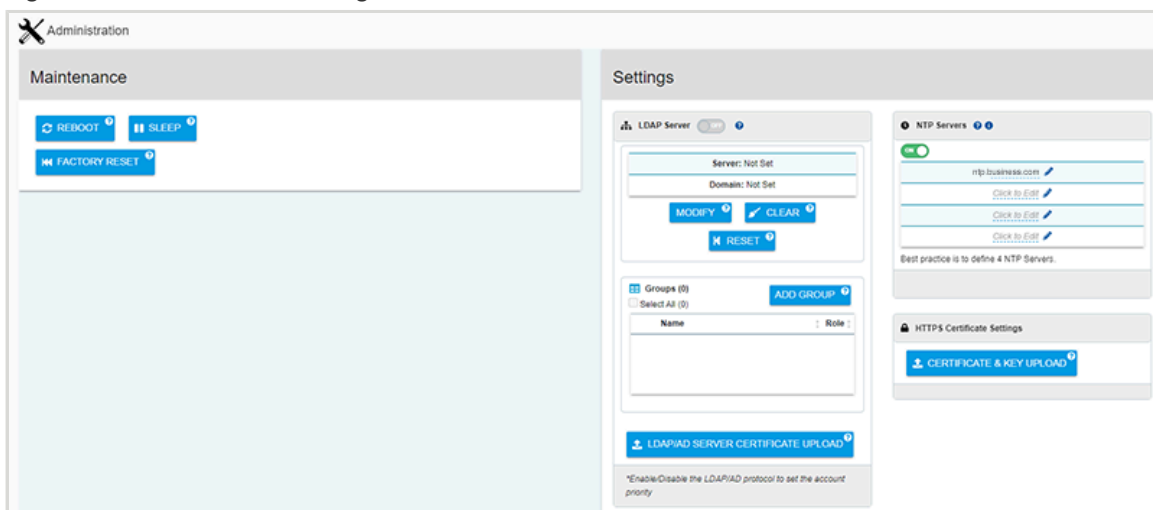 Administration
Maintenance
REBOOT
SLEEP
FACTORY RESET
Settings
LDAP Server
Server: Not Set
Domain: Not Set
MODIFY
CLEAR
RESET
Groups (0)
Select All (0)
ADD GROUP
Name Role
LDAP/AD SERVER CERTIFICATE UPLOAD
*Enable/Disable the LDAP/AD protocol to set the account
priority
NTP Servers
ON
ntp.business.com
Click to Edit
Click to Edit
Click to Edit
Best practice is to define 4 NTP Servers.
HTTPS Certificate Settings
CERTIFICATE & KEY UPLOAD